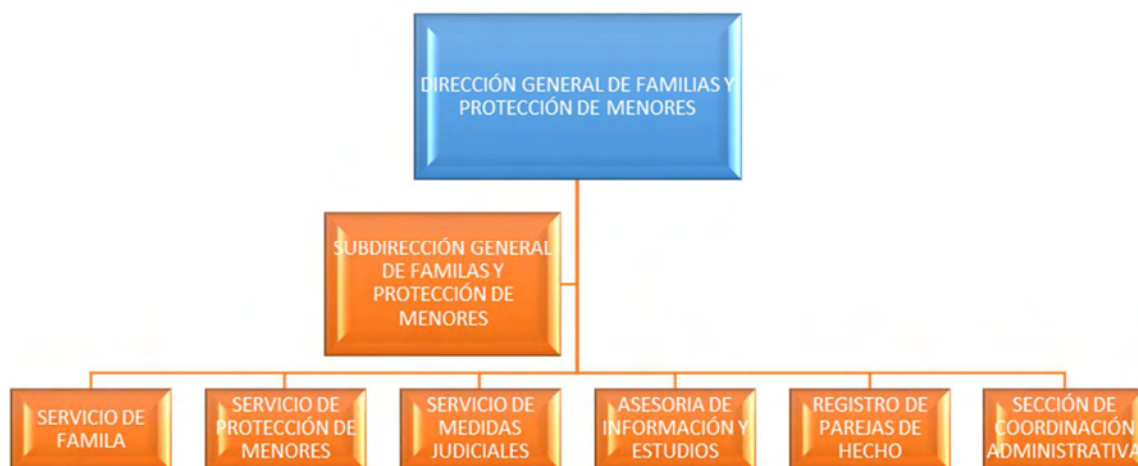 DIRECCIÓN GENERAL DE FAMILIAS Y
PROTECCIÓN DE MENORES
SUBDIRECCIÓN GENERAL
DE FAMILAS Y
PROTECCIÓN DE
MENORES
SERVICIO DE
FAMILA
SERVICIO DE
PROTECCIÓN DE
MENORES
SERVICIO DE
MEDIDAS
JUDICIALES
ASESORIA DE
INFORMACIÓN Y
ESTUDIOS
REGISTRO DE
PAREJAS DE
HECHO
SECCIÓN DE
COORDINACIÓN
ADMINISTRATIVA